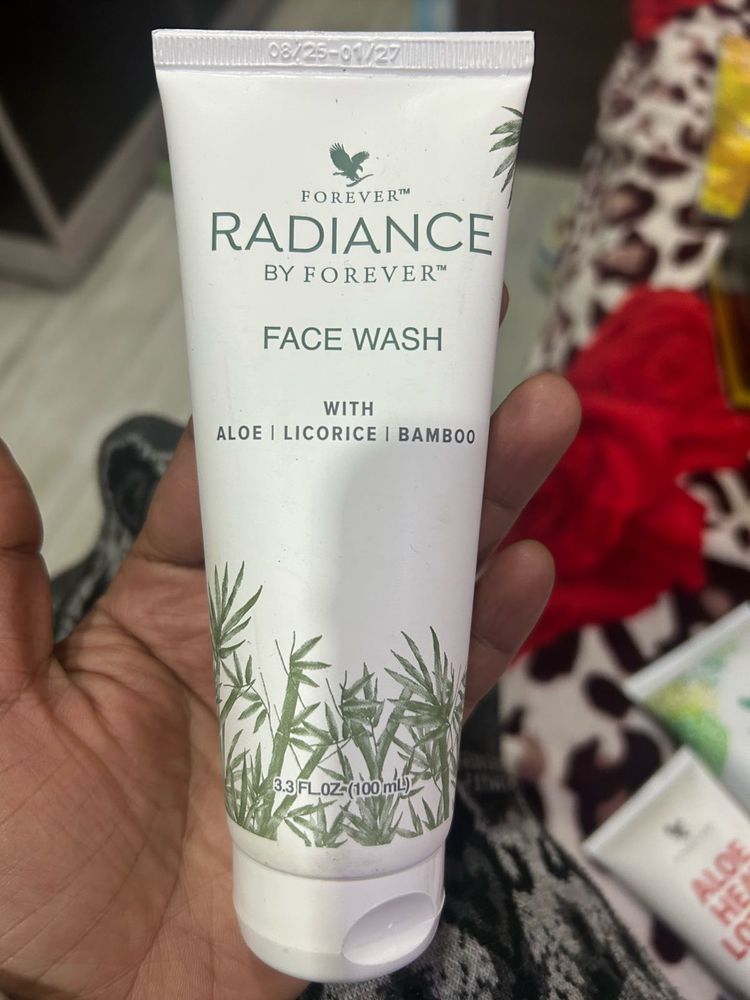 08/25-01/27
FOREVER™
RADIANCE
BY FOREVER™
FACE WASH
WITH
ALOE | LICORICE | BAMBOO
3.3 FL.OZ. (100 mL)
ALOE